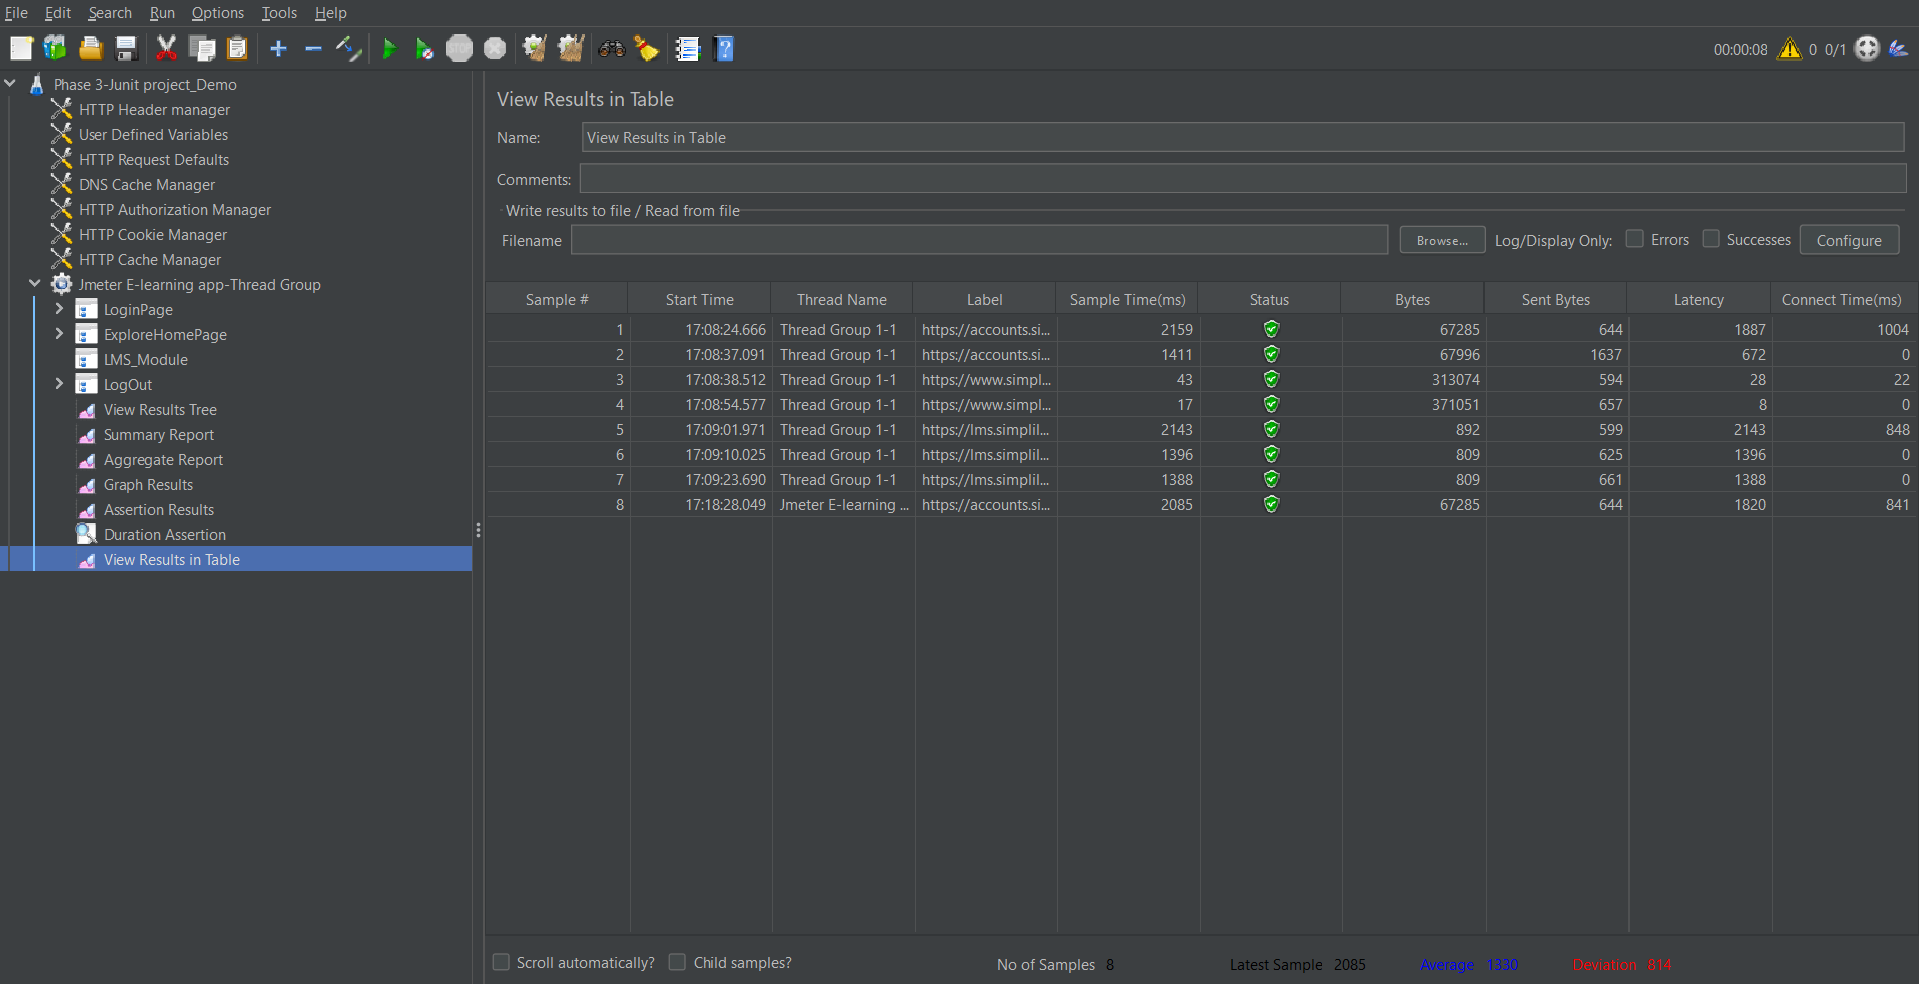 File Edit Search Run Options Tools Help
STOP
00:00:08 0 0/1
Phase 3-Junit project_Demo
HTTP Header manager
User Defined Variables
HTTP Request Defaults
DNS Cache Manager
HTTP Authorization Manager
HTTP Cookie Manager
HTTP Cache Manager
Jmeter E-learning app-Thread Group
LoginPage
ExploreHomePage
LMS_Module
LogOut
View Results Tree
Summary Report
Aggregate Report
Graph Results
Assertion Results
Duration Assertion
View Results in Table
View Results in Table
Name: View Results in Table
Comments:
Write results to file / Read from file
Filename Browse... Log/Display Only: Errors Successes Configure
Sample # Start Time Thread Name Label Sample Time(ms) Status Bytes Sent Bytes Latency Connect Time(ms)
1 17:08:24.666 Thread Group 1-1 https://accounts.si... 2159 67285 644 1887 1004
2 17:08:37.091 Thread Group 1-1 https://accounts.si... 1411 67996 1637 672 0
3 17:08:38.512 Thread Group 1-1 https://www.simpl... 43 313074 594 28 22
4 17:08:54.577 Thread Group 1-1 https://www.simpl... 17 371051 657 8 0
5 17:09:01.971 Thread Group 1-1 https://lms.simplil... 2143 892 599 2143 848
6 17:09:10.025 Thread Group 1-1 https://lms.simplil... 1396 809 625 1396 0
7 17:09:23.690 Thread Group 1-1 https://lms.simplil... 1388 809 661 1388 0
8 17:18:28.049 Jmeter E-learning ... https://accounts.si... 2085 67285 644 1820 841
Scroll automatically? Child samples? No of Samples 8 Latest Sample 2085 Average 1330 Deviation 814